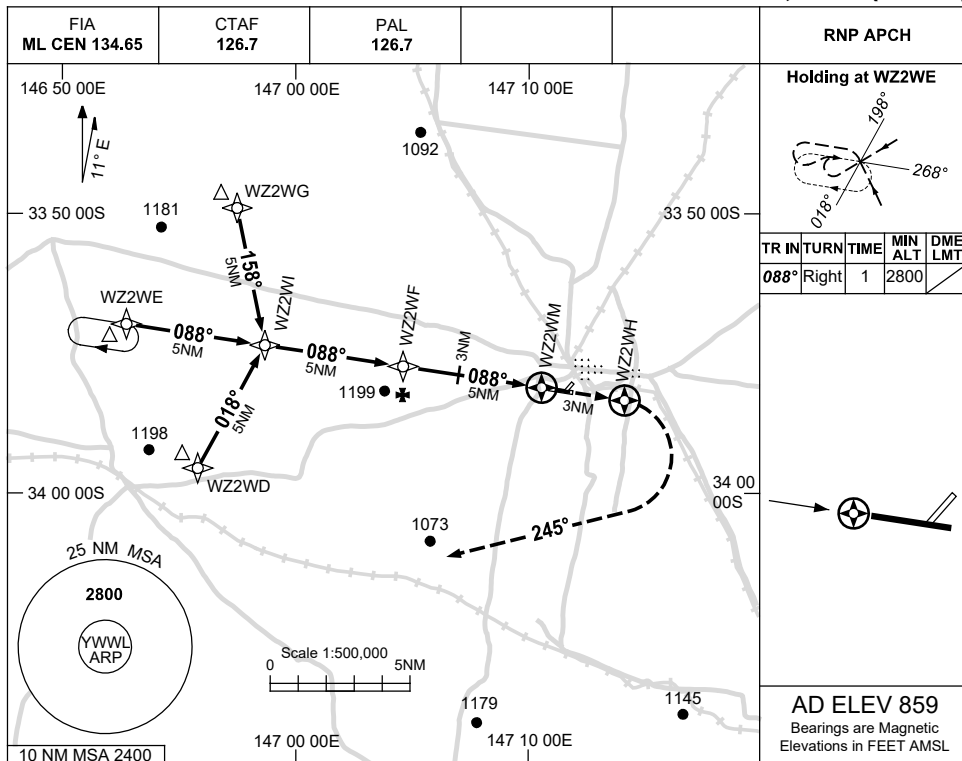 FIA
ML CEN 134.65
CTAF
126.7
PAL
126.7
RNP APCH
146 50 00E
147 00 00E
147 10 00E
11° E
1092
WZ2WG
1181
33 50 00S
33 50 00S
158°
5NM
WZ2WI
WZ2WE
088°
5NM
088°
5NM
WZ2WF
3NM
088°
5NM
WZ2WM
3NM
WZ2WH
1199
018°
5NM
1198
WZ2WD
34 00 00S
34 00
00S
245°
1073
25 NM MSA
2800
YWWL
ARP
10 NM MSA 2400
Scale 1:500,000
0 5NM
1179
1145
147 00 00E
147 10 00E
Holding at WZ2WE
198°
268°
018°
TR IN TURN TIME MIN ALT DME LMT
088° Right 1 2800
AD ELEV 859
Bearings are Magnetic
Elevations in FEET AMSL